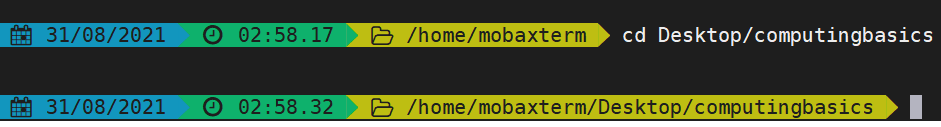 31/08/2021 02:58.17 /home/mobaxterm cd Desktop/computingbasics
31/08/2021 02:58.32 /home/mobaxterm/Desktop/computingbasics